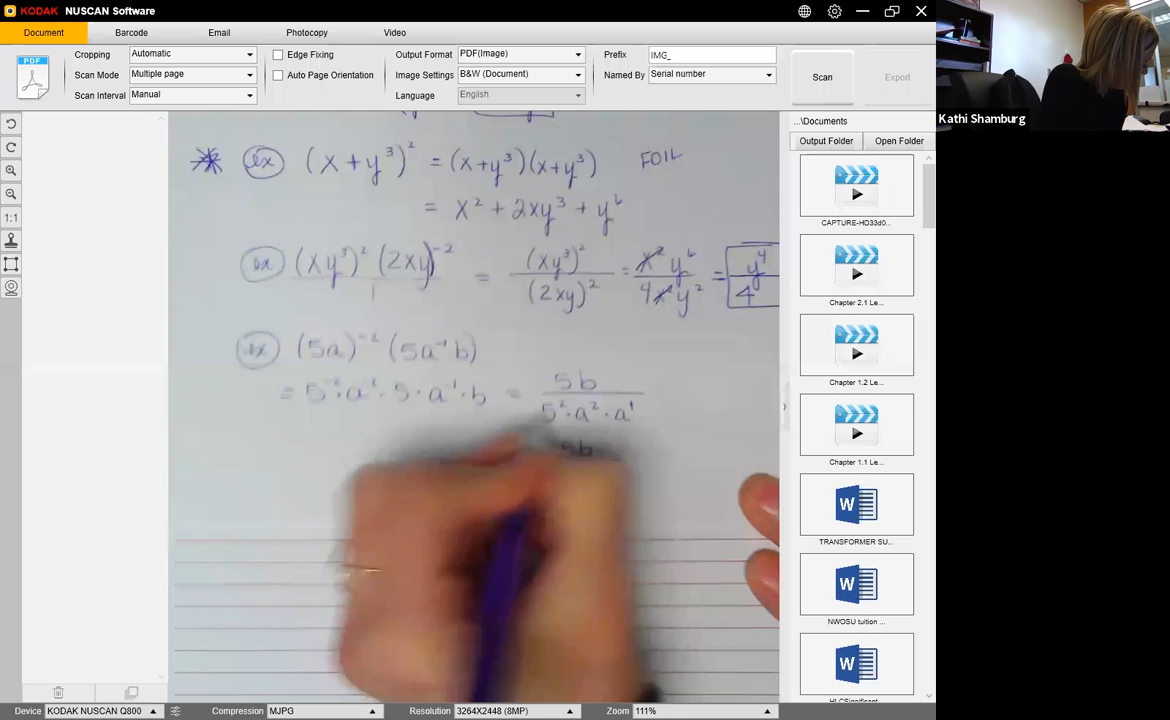 KODAK NUSCAN Software
Document Barcode Email Photocopy Video
Cropping Automatic
Scan Mode Multiple page
Scan Interval Manual
Edge Fixing
Auto Page Orientation
Output Format PDF(Image)
Image Settings B&W (Document)
Language English
Prefix IMG_
Named By Serial number
Scan Export
PDF
1:1
ex (x + y³)² = (x+y³)(x+y³) FOIL
= x² + 2xy³ + y⁶
ex (xy³)² (2xy)⁻² = (xy³)² / (2xy)² = x²y⁶ / 4x²y² = y⁴ / 4
1
ex (5a)⁻² (5a⁻¹b)
= 5⁻²·a⁻²·5·a⁻¹·b = 5b / 5²·a²·a¹
5b
...\Documents
Output Folder Open Folder
CAPTURE-HD33d0...
Chapter 2.1 Le...
Chapter 1.2 Le...
Chapter 1.1 Le...
W
TRANSFORMER SU...
W
NWOSU tuition ...
W
HLCSignificant
Kathi Shamburg
Device KODAK NUSCAN Q800 Compression MJPG Resolution 3264X2448 (8MP) Zoom 111%